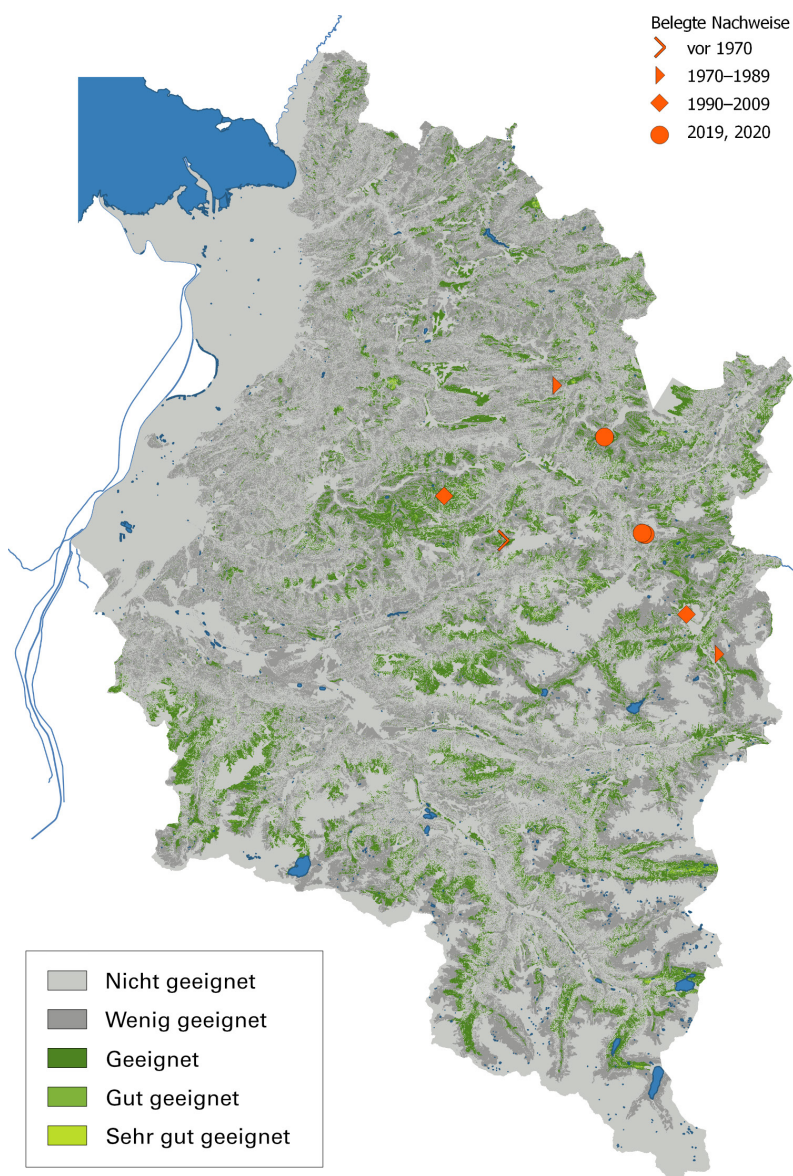 Belegte Nachweise
vor 1970
1970–1989
1990–2009
2019, 2020
Nicht geeignet
Wenig geeignet
Geeignet
Gut geeignet
Sehr gut geeignet